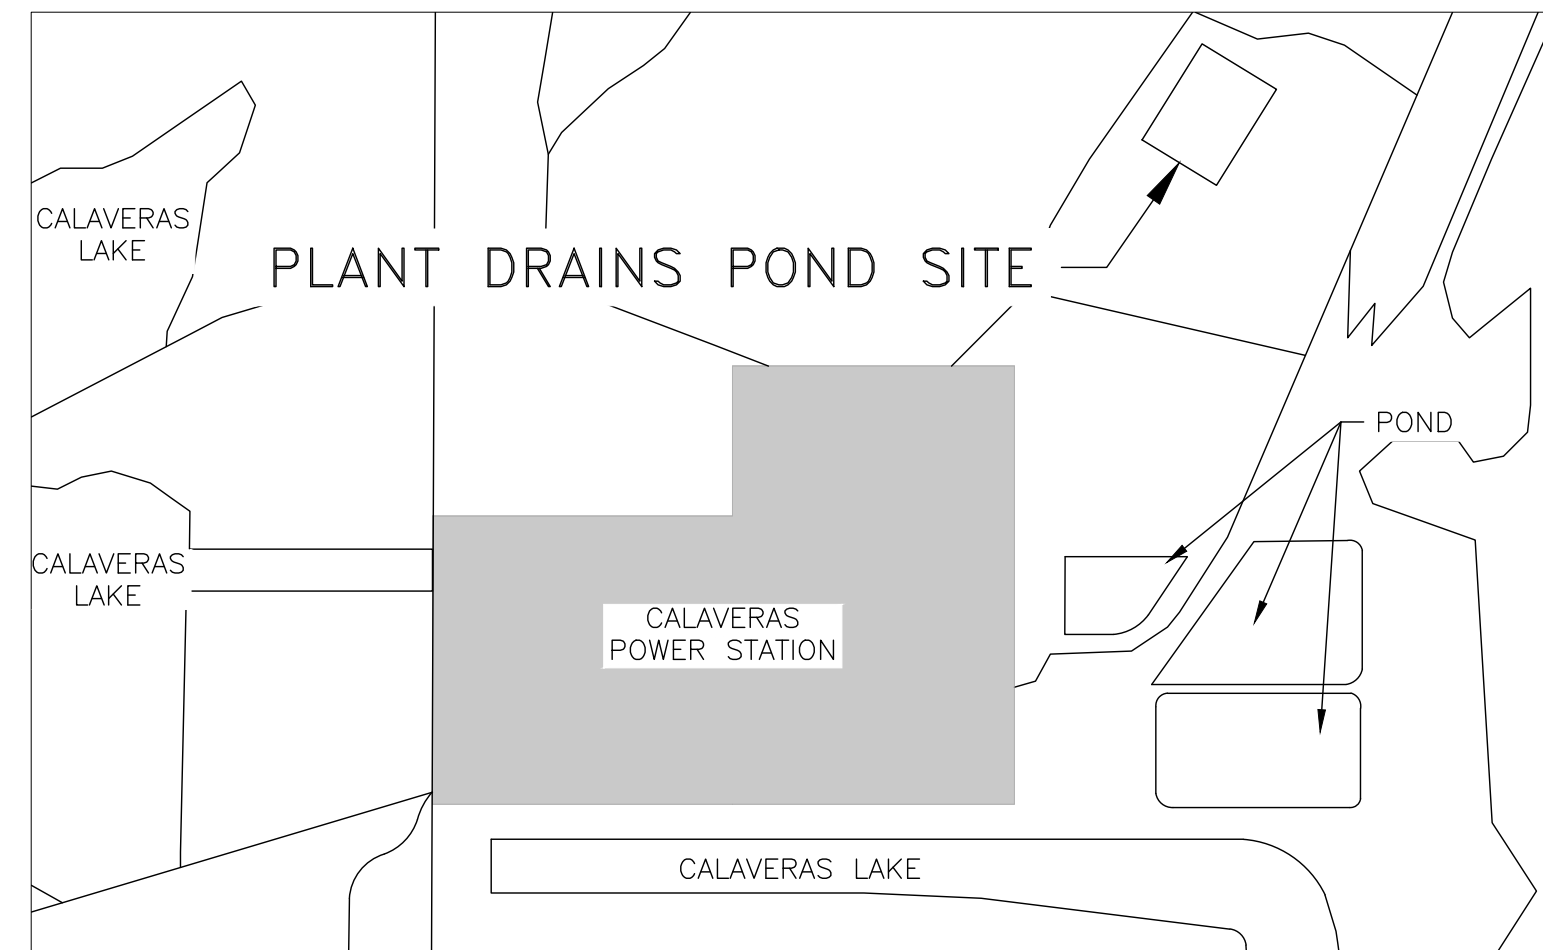 CALAVERAS
LAKE
PLANT DRAINS POND SITE
POND
CALAVERAS
LAKE
CALAVERAS
POWER STATION
CALAVERAS LAKE